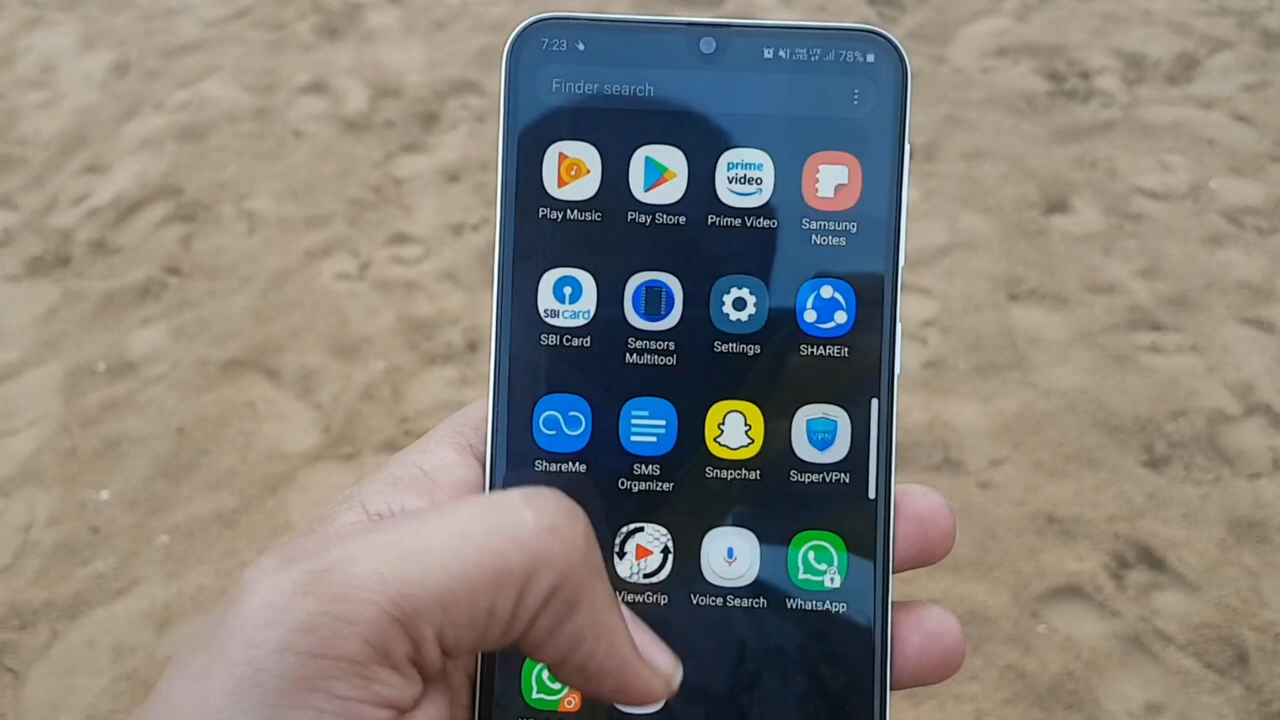 7:23
78%
Finder search
prime
video
Play Music
Play Store
Prime Video
Samsung
Notes
SBI card
SBI Card
Sensors
Multitool
Settings
SHAREit
VPN
ShareMe
SMS
Organizer
Snapchat
SuperVPN
ViewGrip
Voice Search
WhatsApp